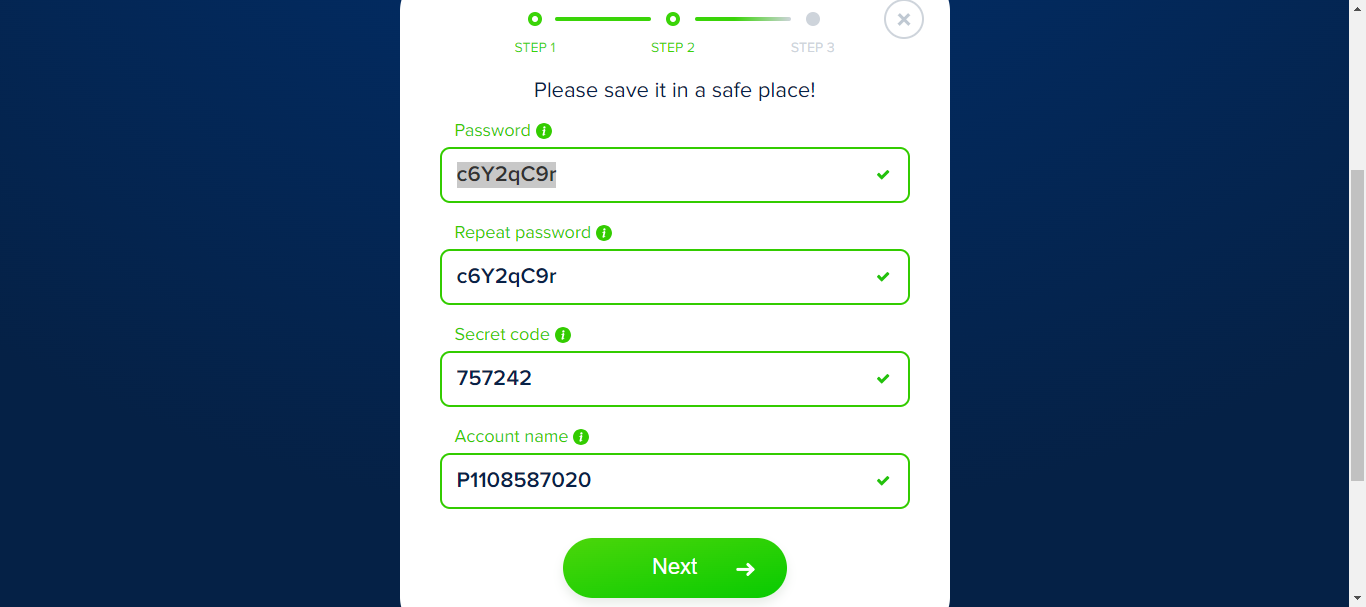 STEP 1
STEP 2
STEP 3
Please save it in a safe place!
Password
c6Y2qC9r
Repeat password
c6Y2qC9r
Secret code
757242
Account name
P1108587020
Next